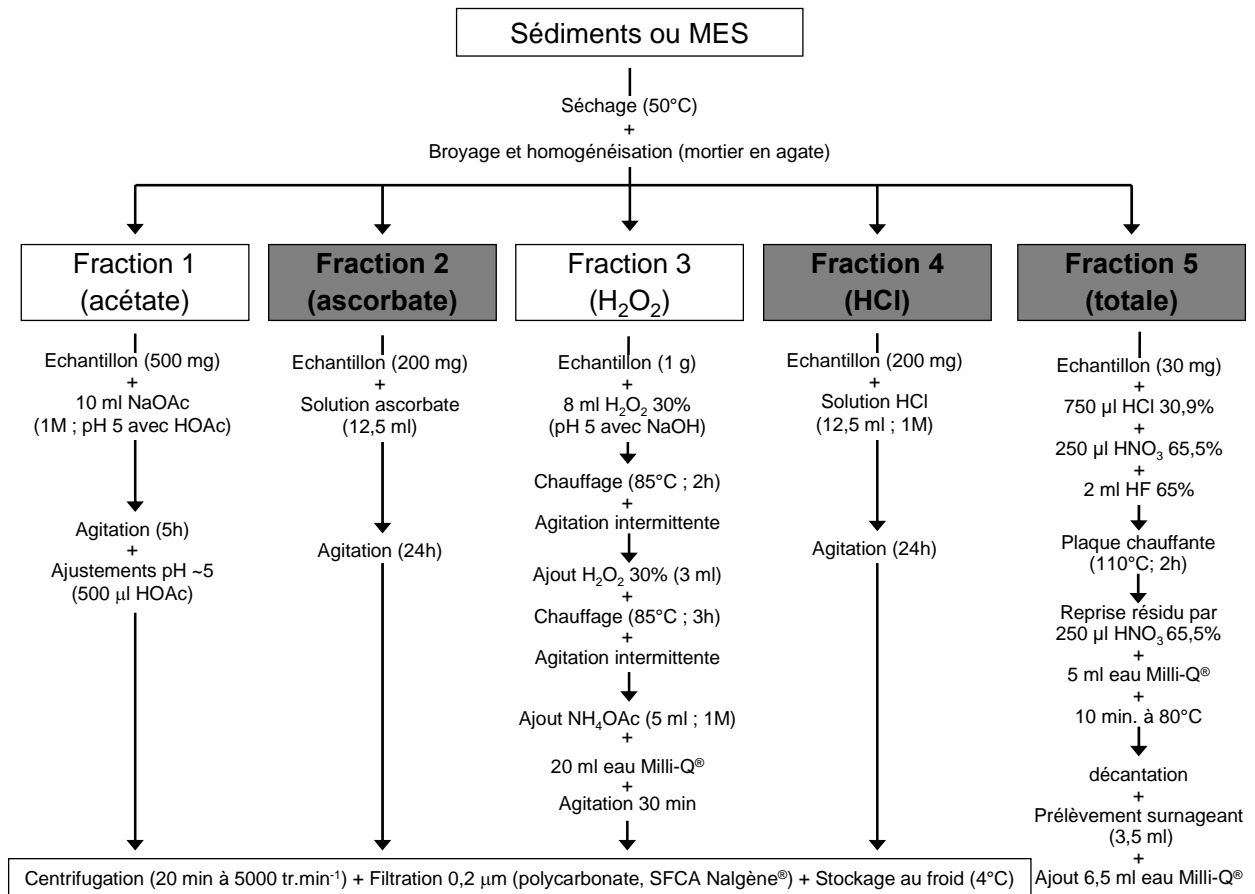 Sédiments ou MES
Séchage (50°C)
+
Broyage et homogénéisation (mortier en agate)
Fraction 1
(acétate)
Echantillon (500 mg)
+
10 ml NaOAc
(1M ; pH 5 avec HOAc)
Agitation (5h)
+
Ajustements pH ~5
(500 µl HOAc)
Fraction 2
(ascorbate)
Echantillon (200 mg)
+
Solution ascorbate
(12,5 ml)
Agitation (24h)
Fraction 3
(H₂O₂)
Echantillon (1 g)
+
8 ml H₂O₂ 30%
(pH 5 avec NaOH)
Chauffage (85°C ; 2h)
+
Agitation intermittente
Ajout H₂O₂ 30% (3 ml)
+
Chauffage (85°C ; 3h)
+
Agitation intermittente
Ajout NH₄OAc (5 ml ; 1M)
+
20 ml eau Milli-Q®
+
Agitation 30 min
Fraction 4
(HCl)
Echantillon (200 mg)
+
Solution HCl
(12,5 ml ; 1M)
Agitation (24h)
Fraction 5
(totale)
Echantillon (30 mg)
+
750 µl HCl 30,9%
+
250 µl HNO₃ 65,5%
+
2 ml HF 65%
Plaque chauffante
(110°C; 2h)
Reprise résidu par
250 µl HNO₃ 65,5%
+
5 ml eau Milli-Q®
+
10 min. à 80°C
décantation
+
Prélèvement surnageant
(3,5 ml)
+
Ajout 6,5 ml eau Milli-Q®
Centrifugation (20 min à 5000 tr.min⁻¹) + Filtration 0,2 µm (polycarbonate, SFCA Nalgène®) + Stockage au froid (4°C)